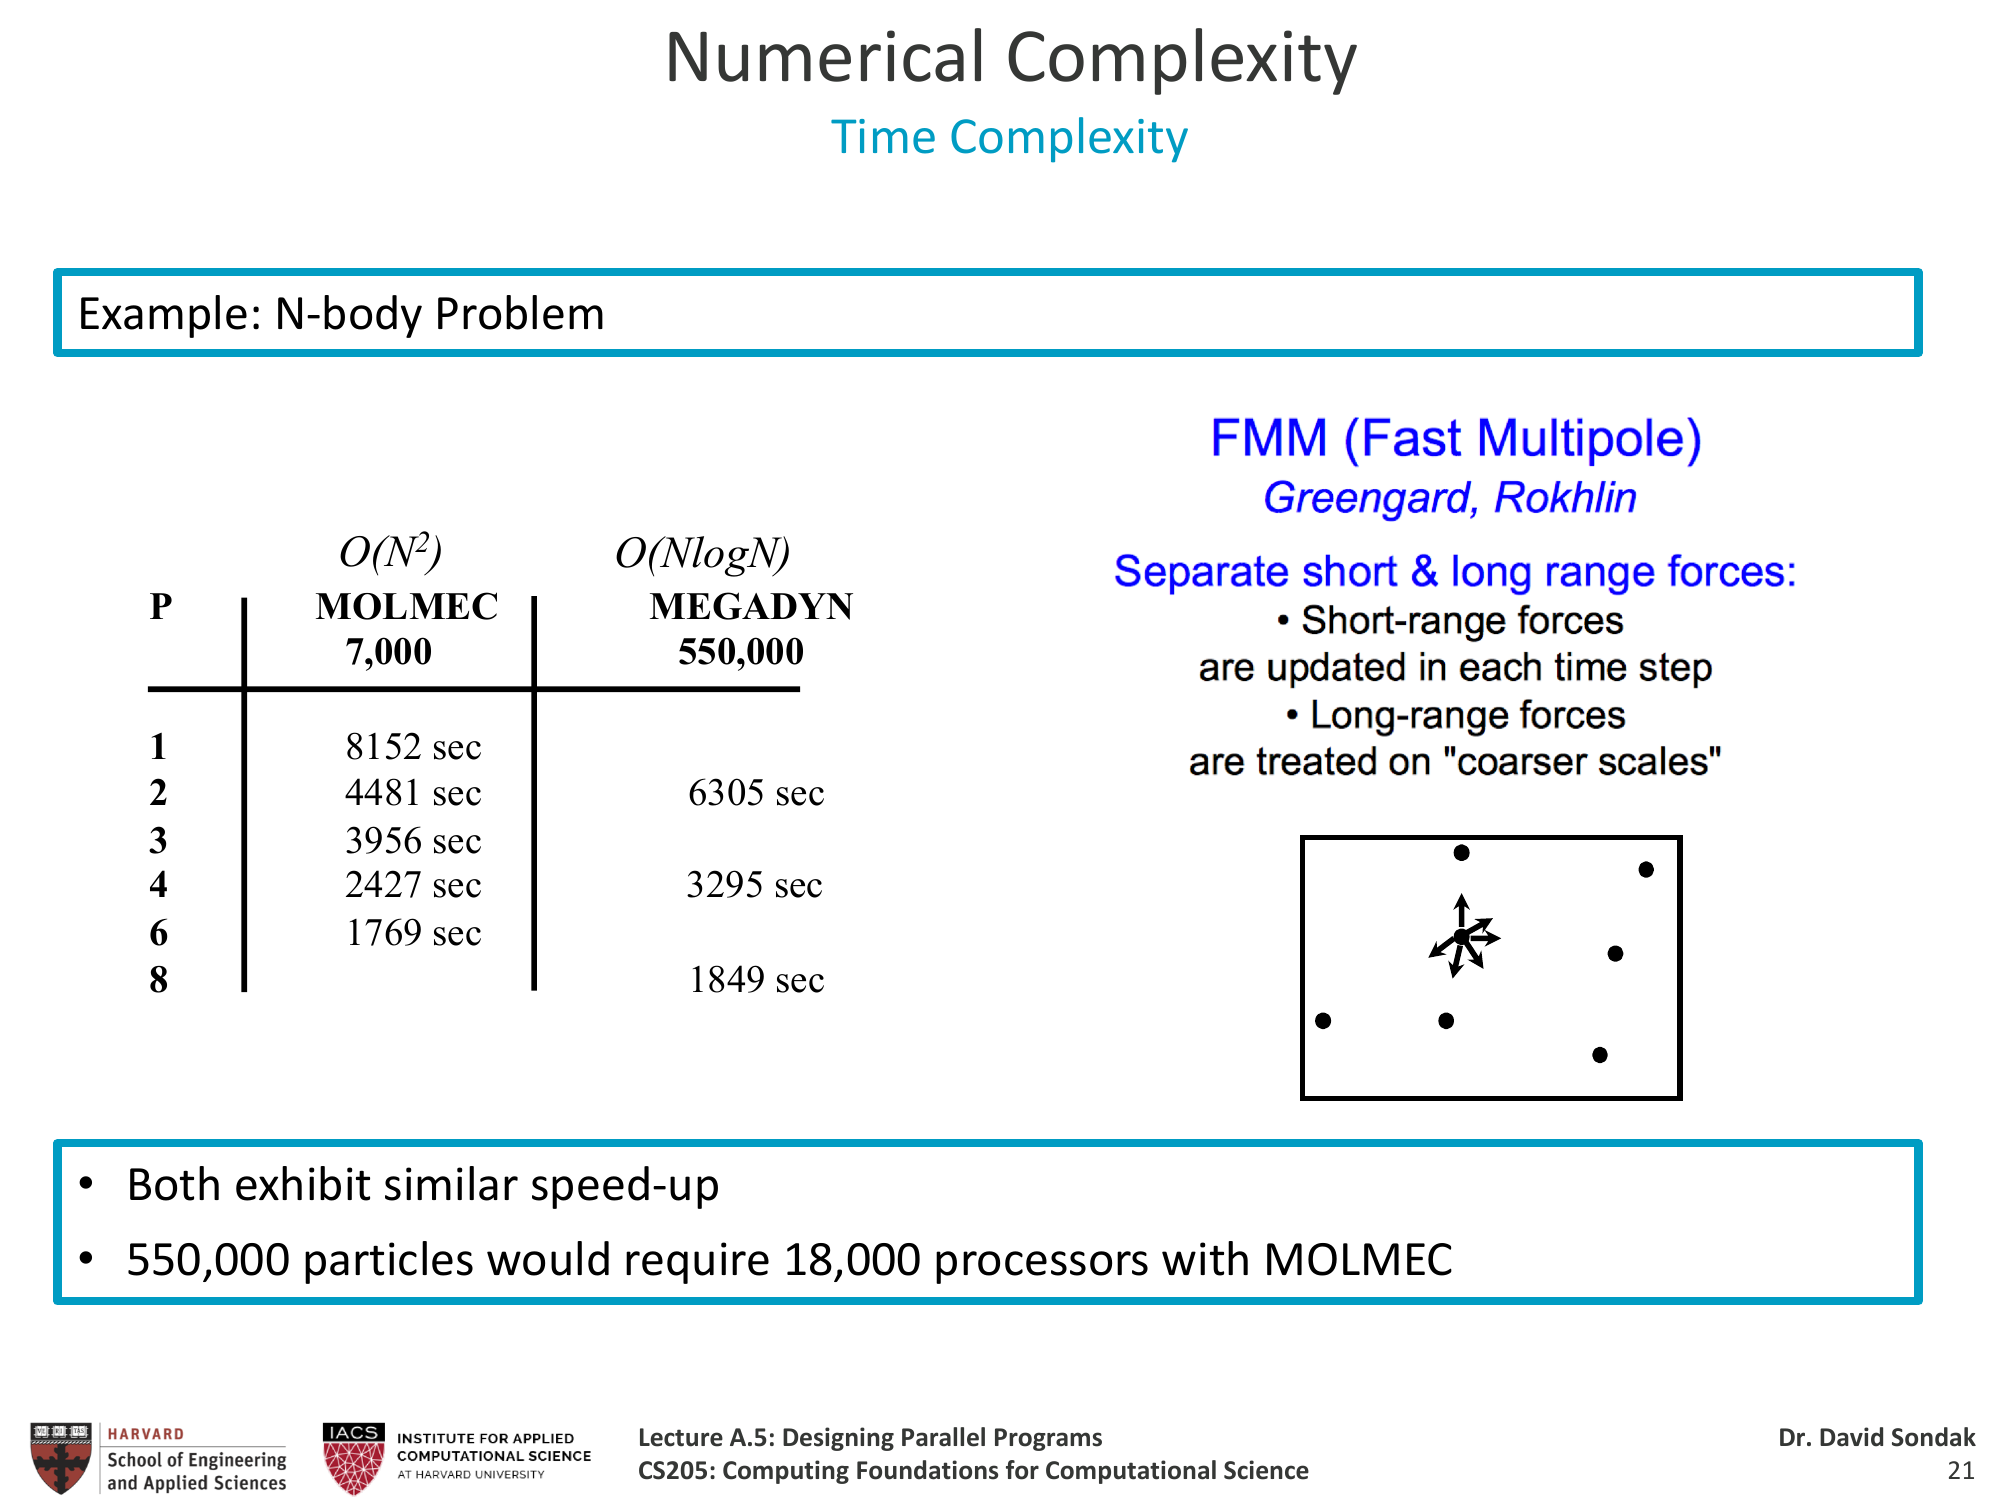 Numerical Complexity
Time Complexity
Example: N-body Problem
O(N²) O(NlogN)
P MOLMEC MEGADYN
7,000 550,000
1 8152 sec
2 4481 sec 6305 sec
3 3956 sec
4 2427 sec 3295 sec
6 1769 sec
8 1849 sec
FMM (Fast Multipole)
Greengard, Rokhlin
Separate short & long range forces:
• Short-range forces
are updated in each time step
• Long-range forces
are treated on "coarser scales"
• Both exhibit similar speed-up
• 550,000 particles would require 18,000 processors with MOLMEC
HARVARD
School of Engineering
and Applied Sciences
IACS
INSTITUTE FOR APPLIED
COMPUTATIONAL SCIENCE
AT HARVARD UNIVERSITY
Lecture A.5: Designing Parallel Programs
CS205: Computing Foundations for Computational Science
Dr. David Sondak
21